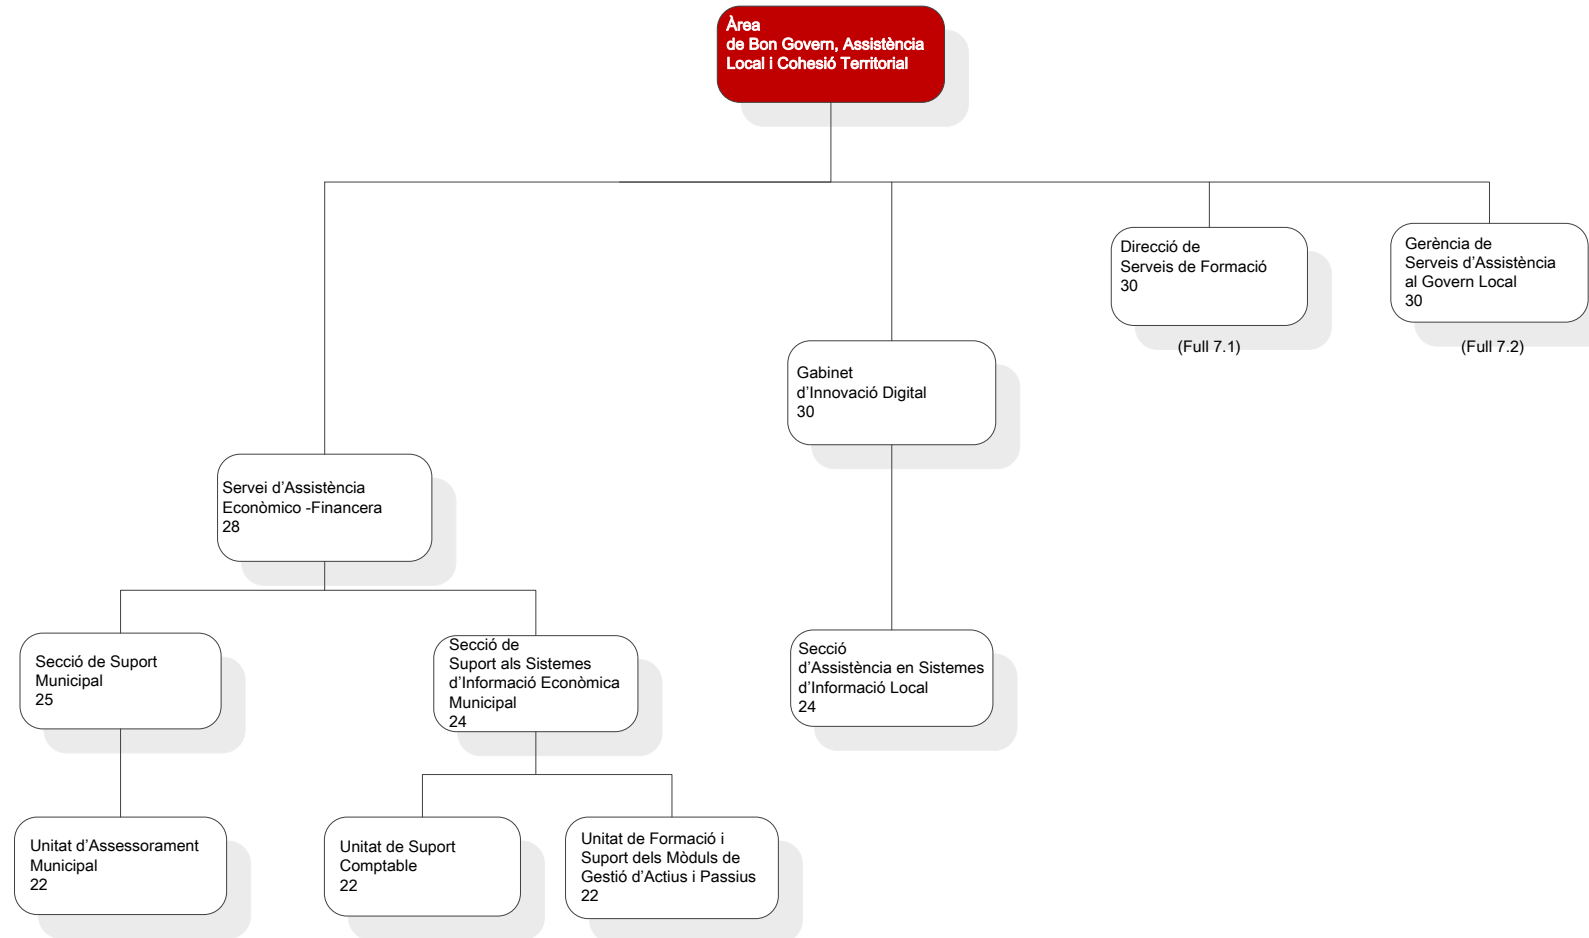 Àrea
de Bon Govern, Assistència
Local i Cohesió Territorial
Direcció de
Serveis de Formació
30
(Full 7.1)
Gerència de
Serveis d'Assistència
al Govern Local
30
(Full 7.2)
Gabinet
d'Innovació Digital
30
Servei d'Assistència
Econòmico -Financera
28
Secció de Suport
Municipal
25
Secció de
Suport als Sistemes
d'Informació Econòmica
Municipal
24
Secció
d'Assistència en Sistemes
d'Informació Local
24
Unitat d'Assessorament
Municipal
22
Unitat de Suport
Comptable
22
Unitat de Formació i
Suport dels Mòduls de
Gestió d'Actius i Passius
22